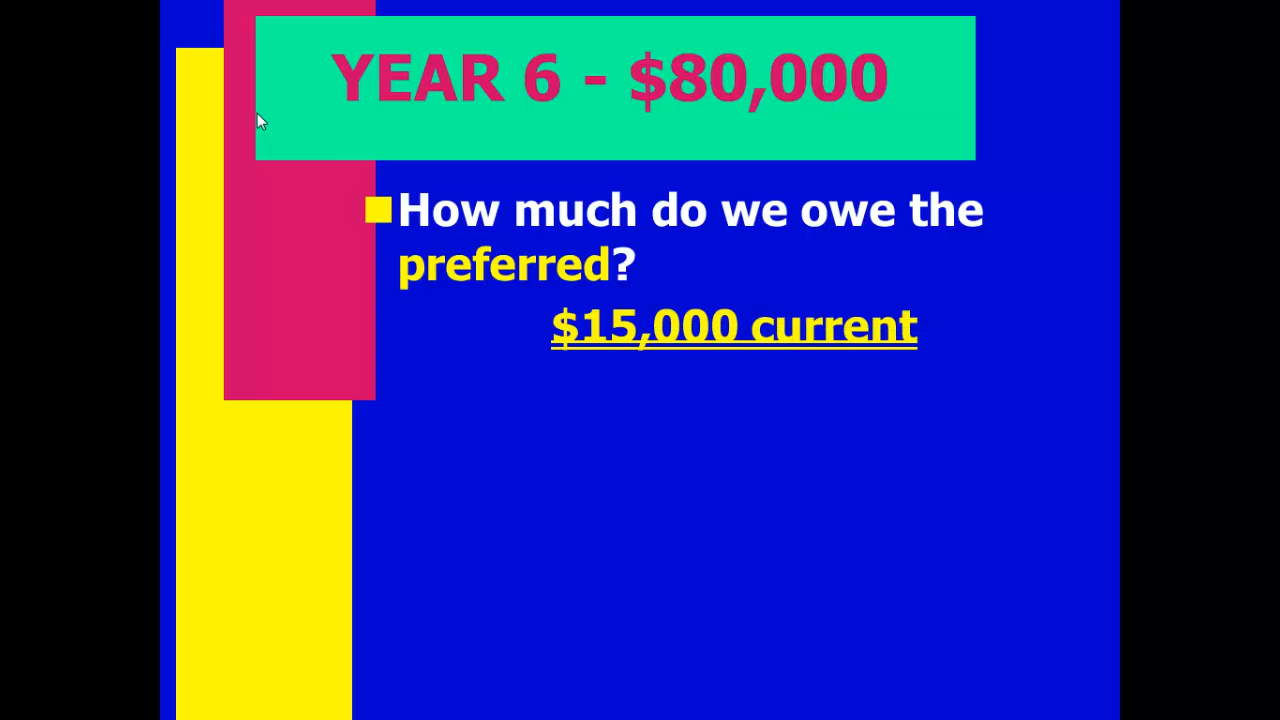 YEAR 6 - $80,000
How much do we owe the
preferred?
$15,000 current